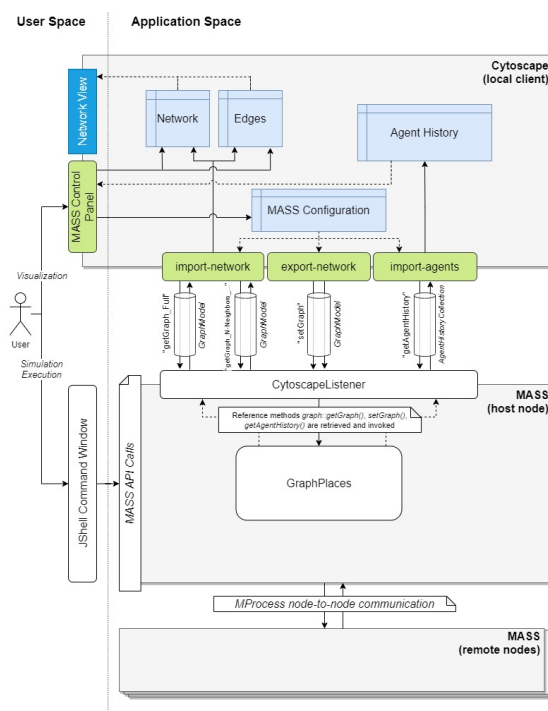 User Space
Application Space
Cytoscape
(local client)
Network View
Network
Edges
Agent History
MASS Control
Panel
MASS Configuration
import-network
export-network
import-agents
Visualization
User
Simulation
Execution
"getGraph_Full"
GraphModel
"getGraph_N-Neighbors_
GraphModel
"setGraph"
GraphModel
"getAgentHistory"
AgentHistoryCollection
CytoscapeListener
MASS
(host node)
Reference methods graph::getGraph(), setGraph(),
getAgentHistory() are retrieved and invoked
GraphPlaces
JShell Command Window
MASS API Calls
MProcess node-to-node communication
MASS
(remote nodes)